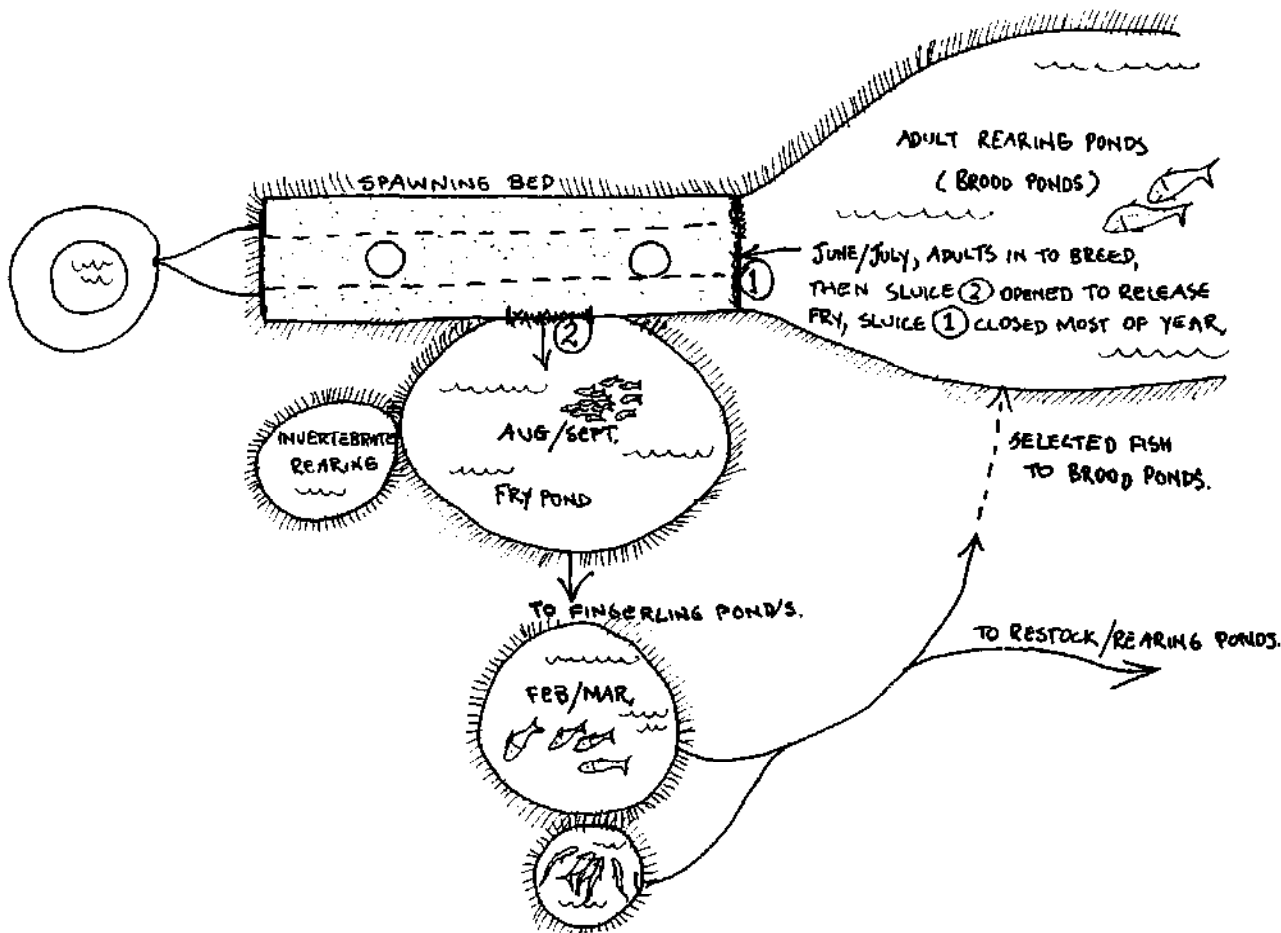 SPAWNING BED
ADULT REARING PONDS
(BROOD PONDS)
JUNE/JULY, ADULTS IN TO BREED,
THEN SLUICE ② OPENED TO RELEASE
FRY, SLUICE ① CLOSED MOST OF YEAR,
①
②
INVERTEBRATE
REARING
AUG/SEPT.
FRY POND
SELECTED FISH
TO BROOD PONDS.
TO FINGERLING POND/S.
TO RESTOCK/REARING PONDS.
FEB/MAR,